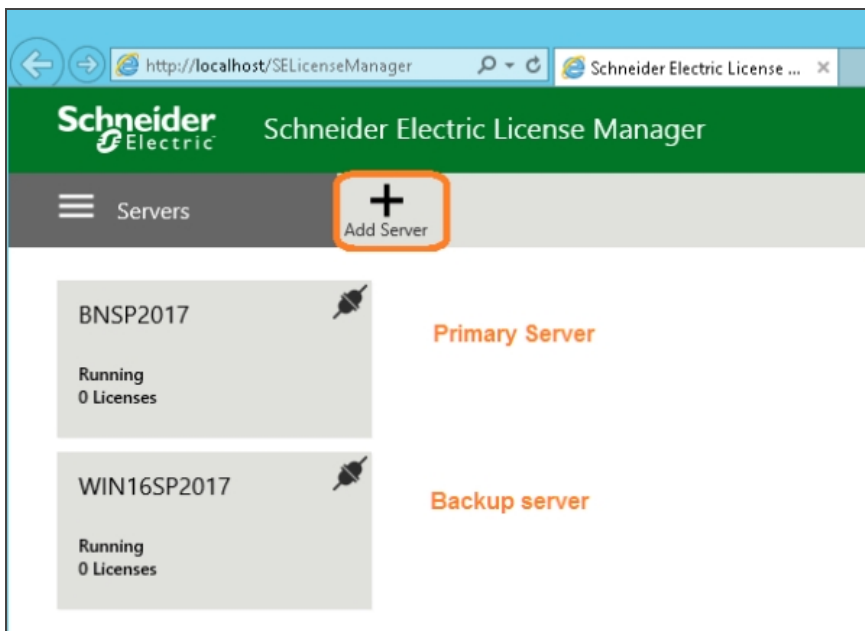 http://localhost/SELicenseManager
Schneider Electric License ...
Schneider
Electric
Schneider Electric License Manager
Servers
Add Server
BNSP2017
Primary Server
Running
0 Licenses
WIN16SP2017
Backup server
Running
0 Licenses